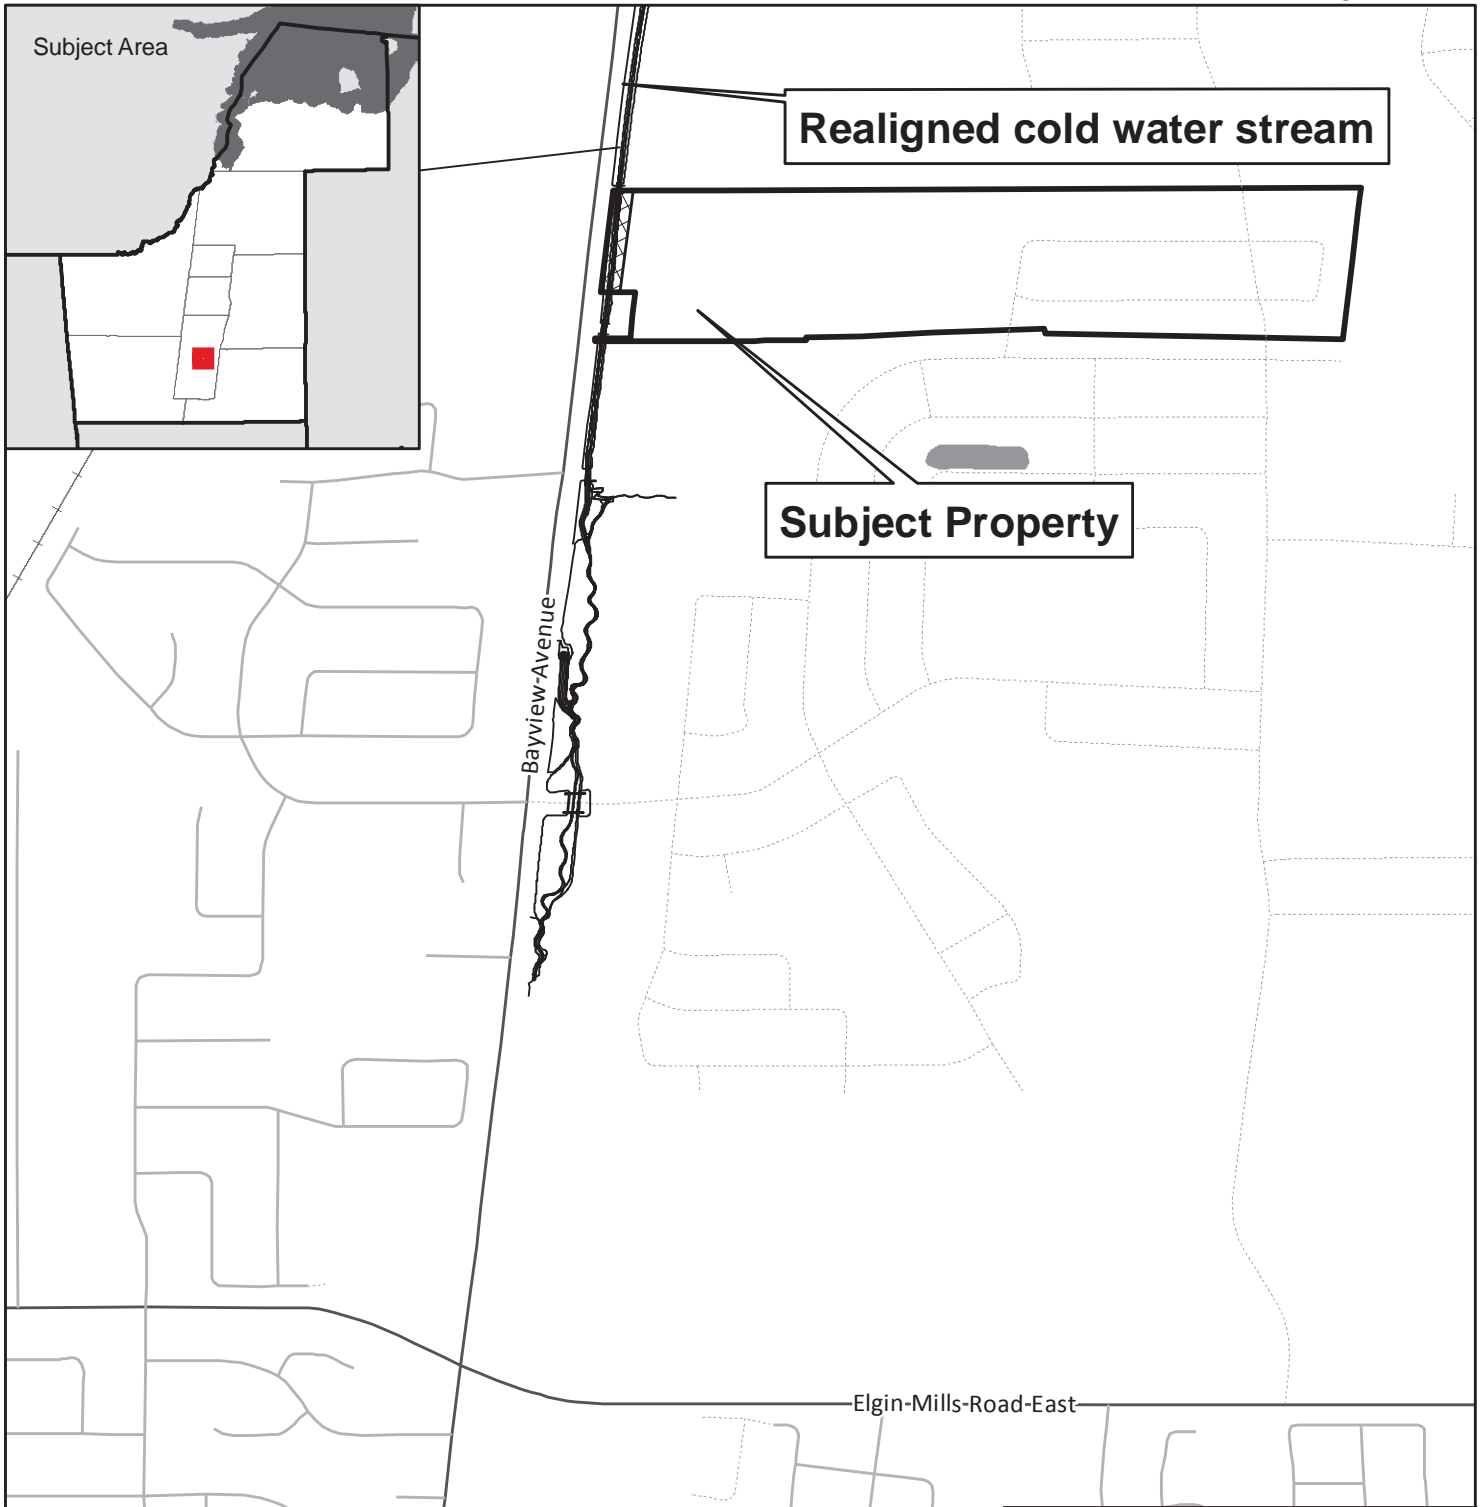 Subject Area
Realigned cold water stream
Subject Property
Bayview-Avenue
Elgin-Mills-Road-East